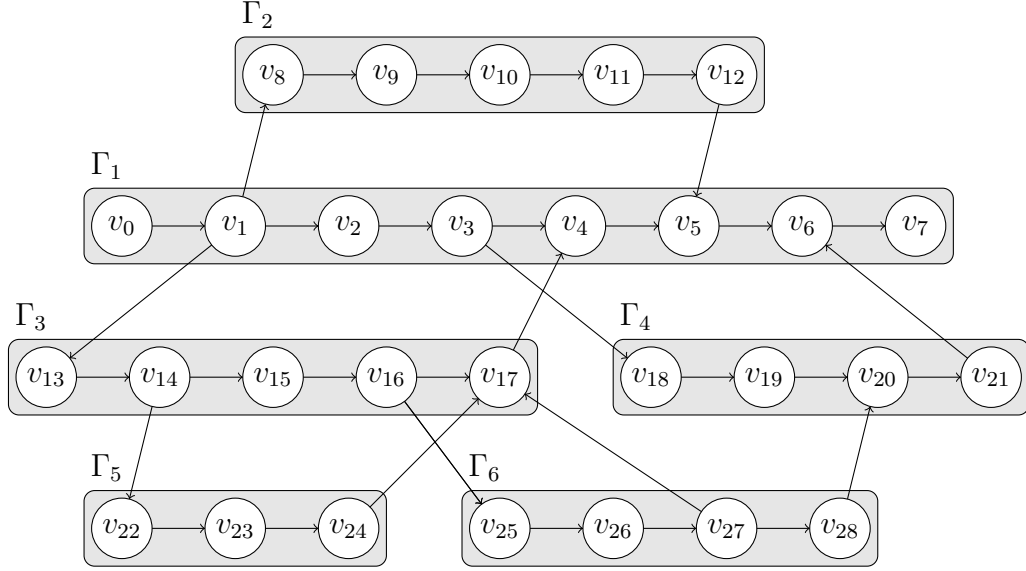 Γ₂
v₈ v₉ v₁₀ v₁₁ v₁₂
Γ₁
v₀ v₁ v₂ v₃ v₄ v₅ v₆ v₇
Γ₃ Γ₄
v₁₃ v₁₄ v₁₅ v₁₆ v₁₇ v₁₈ v₁₉ v₂₀ v₂₁
Γ₅ Γ₆
v₂₂ v₂₃ v₂₄ v₂₅ v₂₆ v₂₇ v₂₈